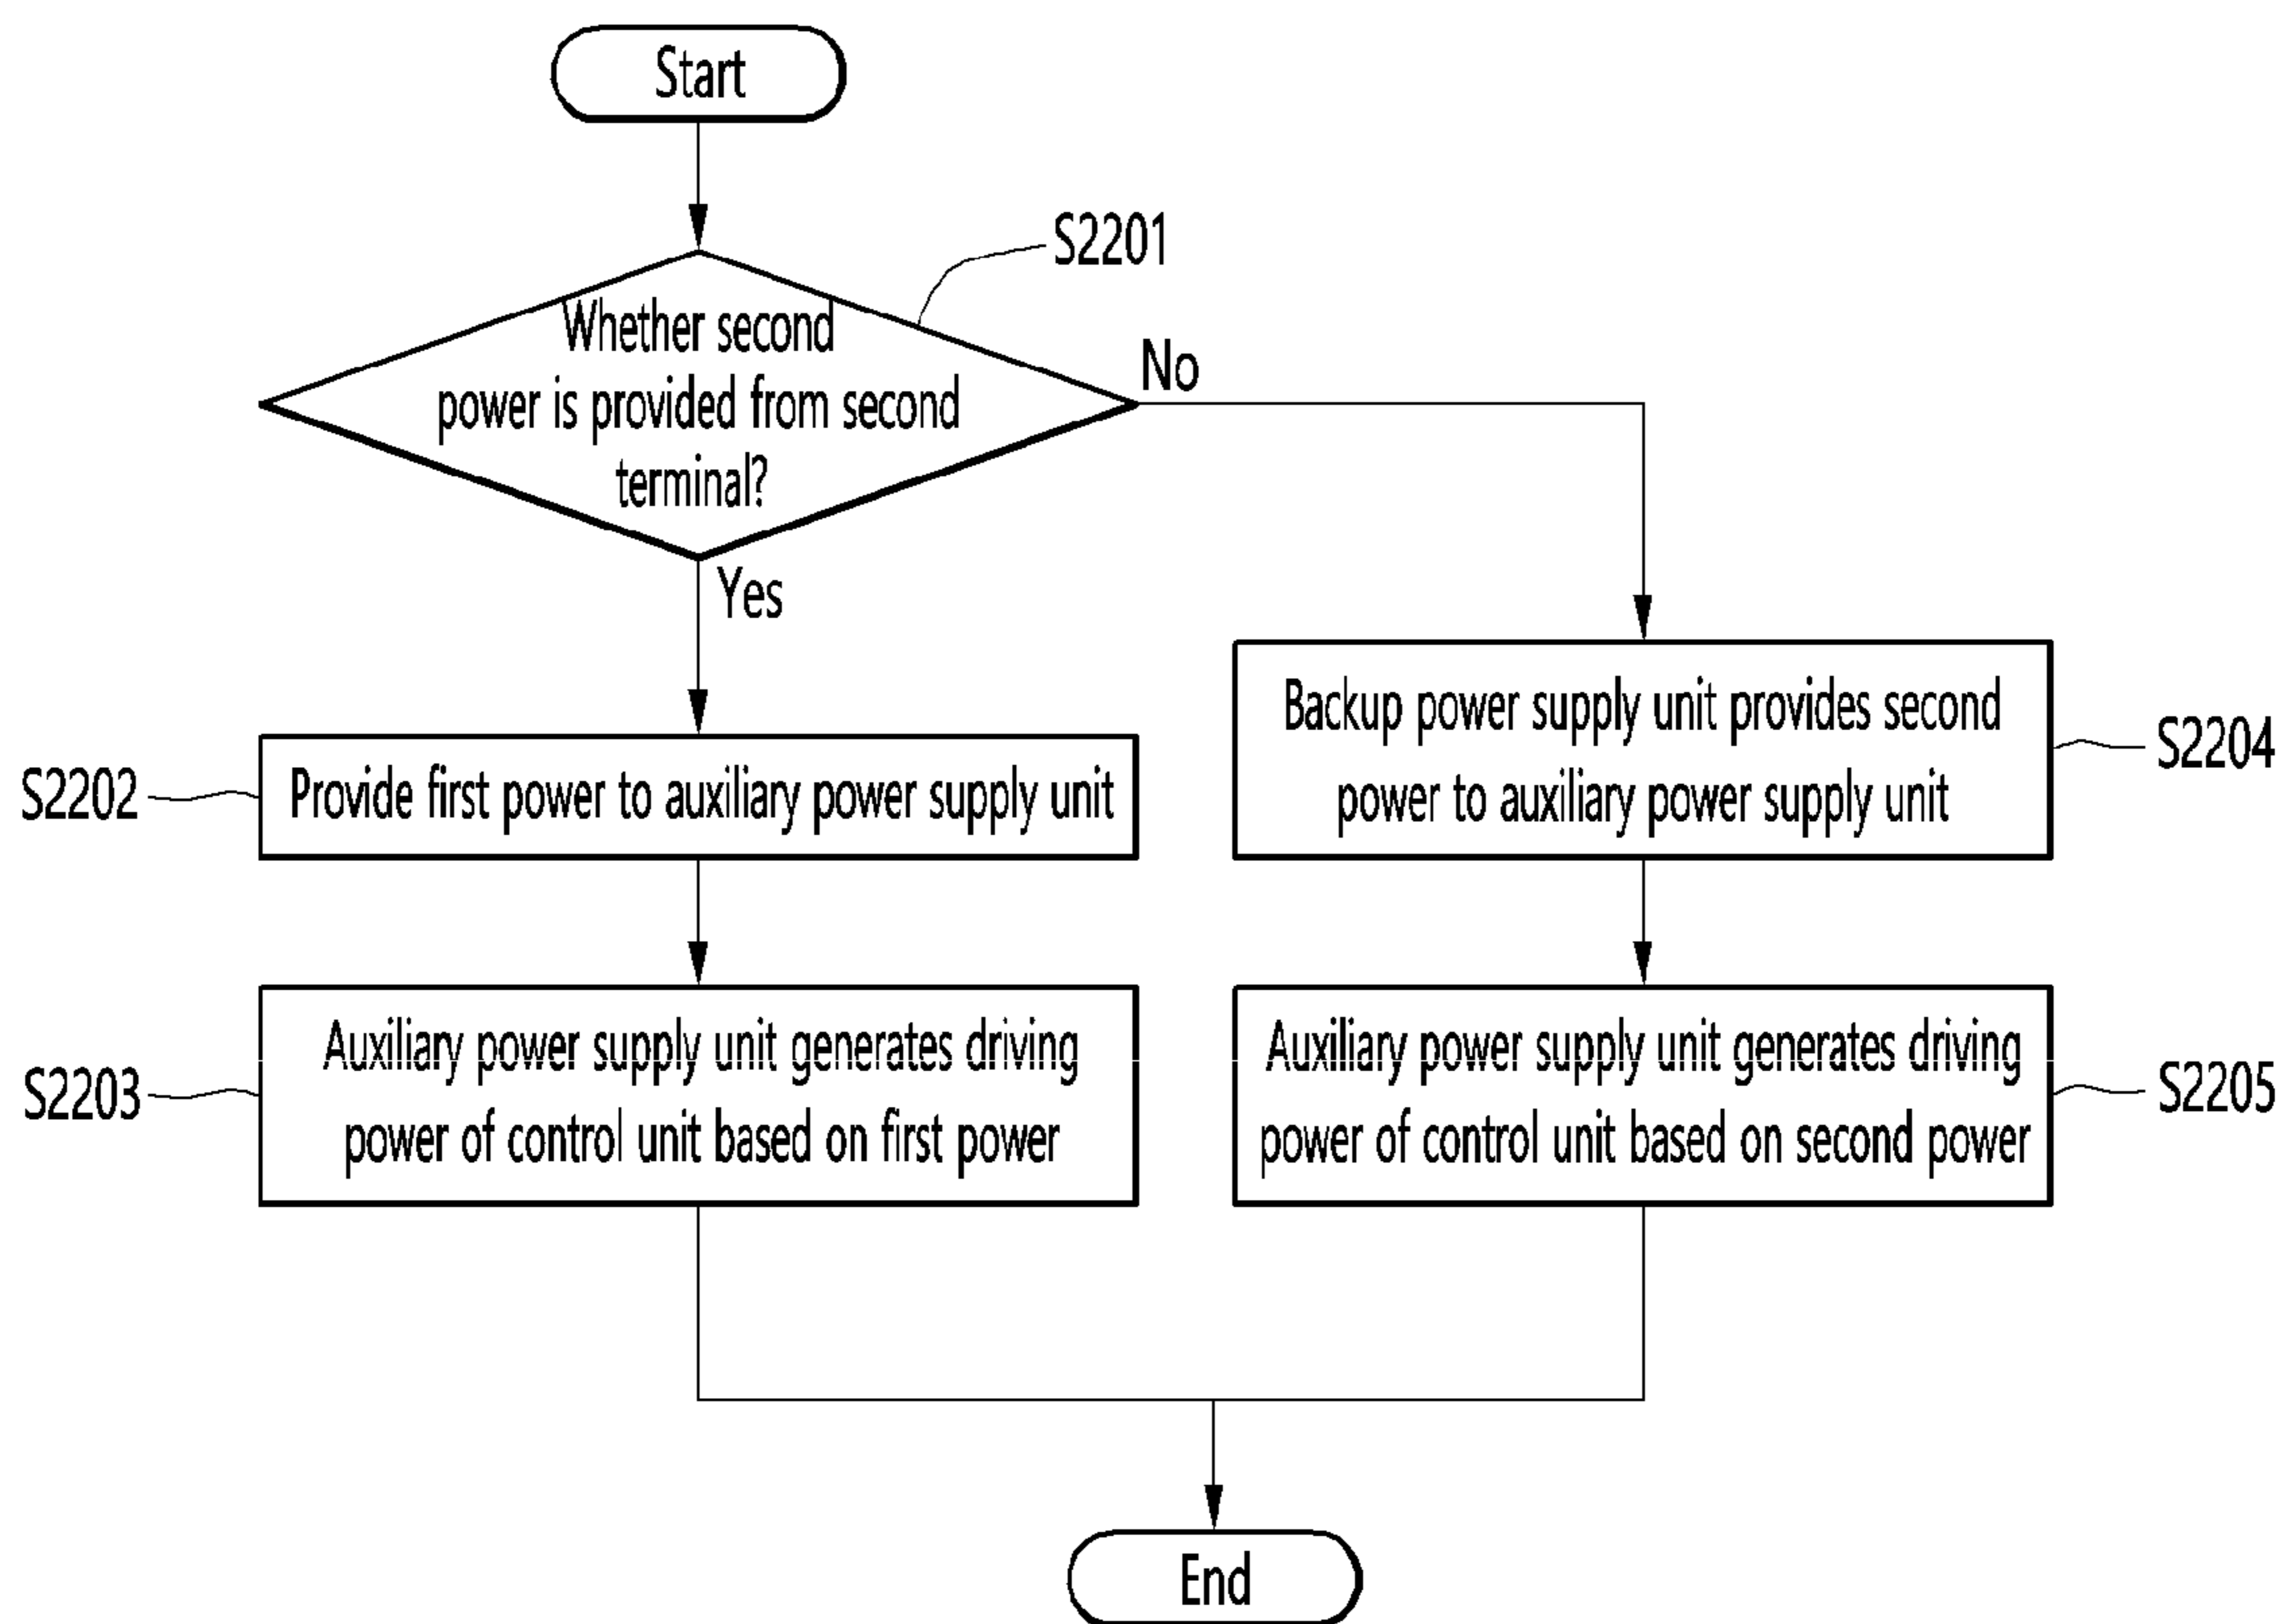 Start
S2201
Whether second
power is provided from second
terminal?
No
Yes
S2202
Provide first power to auxiliary power supply unit
Backup power supply unit provides second
power to auxiliary power supply unit
S2204
S2203
Auxiliary power supply unit generates driving
power of control unit based on first power
Auxiliary power supply unit generates driving
power of control unit based on second power
S2205
End